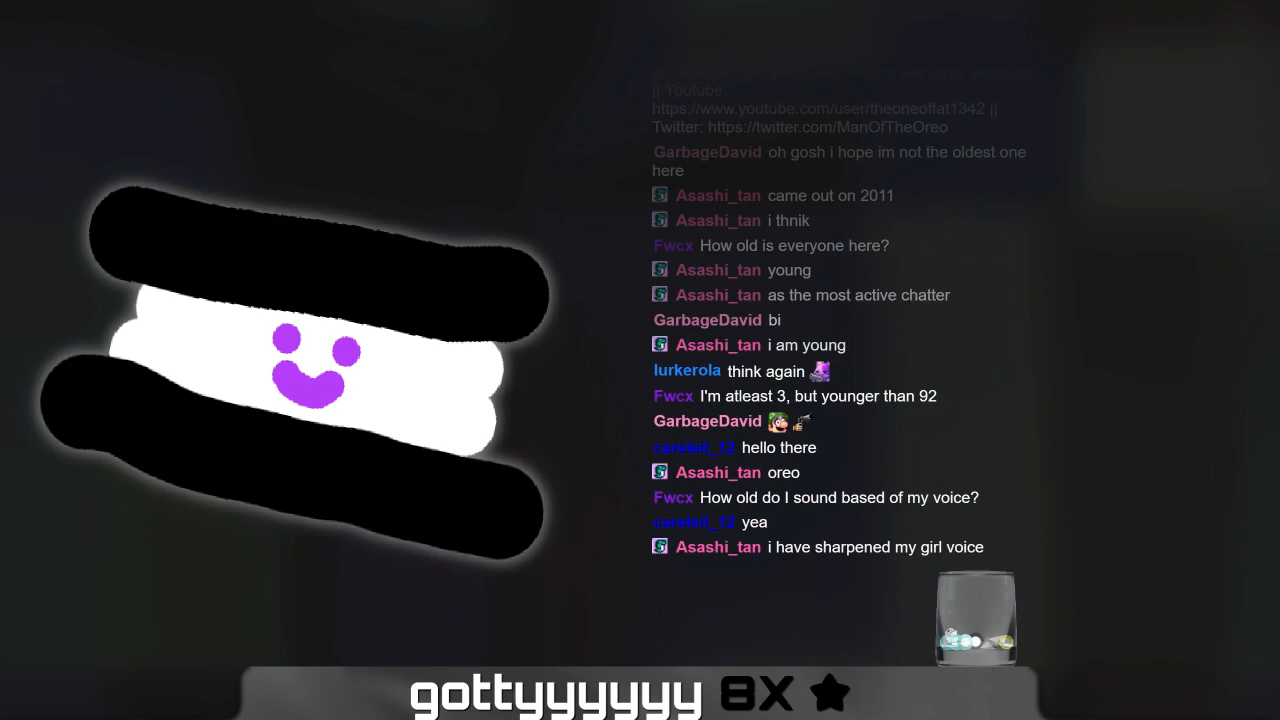 || Youtube:
https://www.youtube.com/user/theoneoffat1342 ||
Twitter: https://twitter.com/ManOfTheOreo
GarbageDavid oh gosh i hope im not the oldest one
here
Asashi_tan came out on 2011
Asashi_tan i thnik
Fwcx How old is everyone here?
Asashi_tan young
Asashi_tan as the most active chatter
GarbageDavid bi
Asashi_tan i am young
lurkerola think again
Fwcx I'm atleast 3, but younger than 92
GarbageDavid
hello there
Asashi_tan oreo
Fwcx How old do I sound based of my voice?
yea
Asashi_tan i have sharpened my girl voice
gottyyyyyy 8X